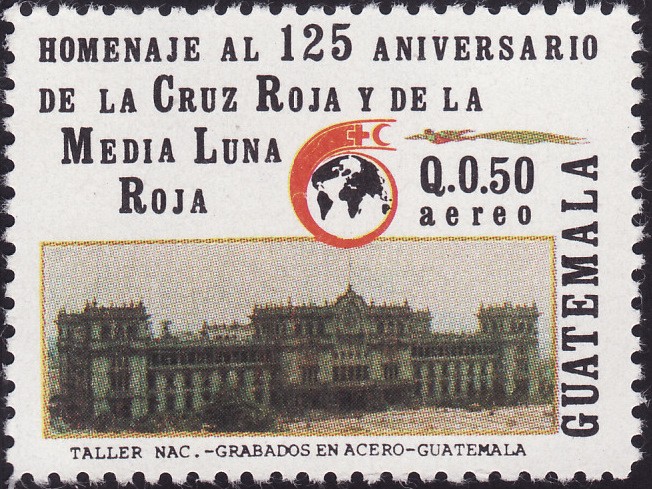 HOMENAJE AL 125 ANIVERSARIO
DE LA CRUZ ROJA Y DE LA
MEDIA LUNA
ROJA
Q.0.50
aereo
GUATEMALA
TALLER NAC.-GRABADOS EN ACERO-GUATEMALA